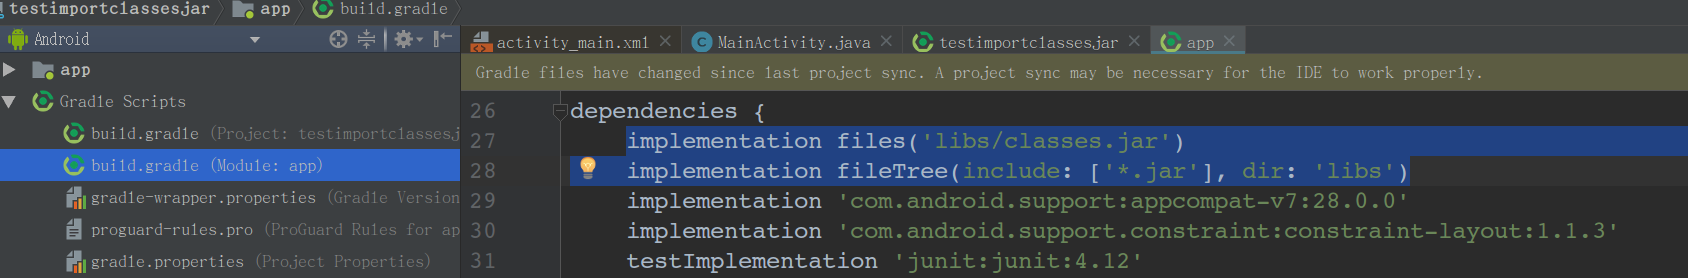 testimportclassesjar app build.gradle
Android
app
Gradle Scripts
build.gradle (Project: testimportclassesj
build.gradle (Module: app)
gradle-wrapper.properties (Gradle Version
proguard-rules.pro (ProGuard Rules for ap
gradle.properties (Project Properties)
activity_main.xml MainActivity.java testimportclassesjar app
Gradle files have changed since last project sync. A project sync may be necessary for the IDE to work properly.
26 dependencies {
27 implementation files('libs/classes.jar')
28 implementation fileTree(include: ['*.jar'], dir: 'libs')
29 implementation 'com.android.support:appcompat-v7:28.0.0'
30 implementation 'com.android.support.constraint:constraint-layout:1.1.3'
31 testImplementation 'junit:junit:4.12'